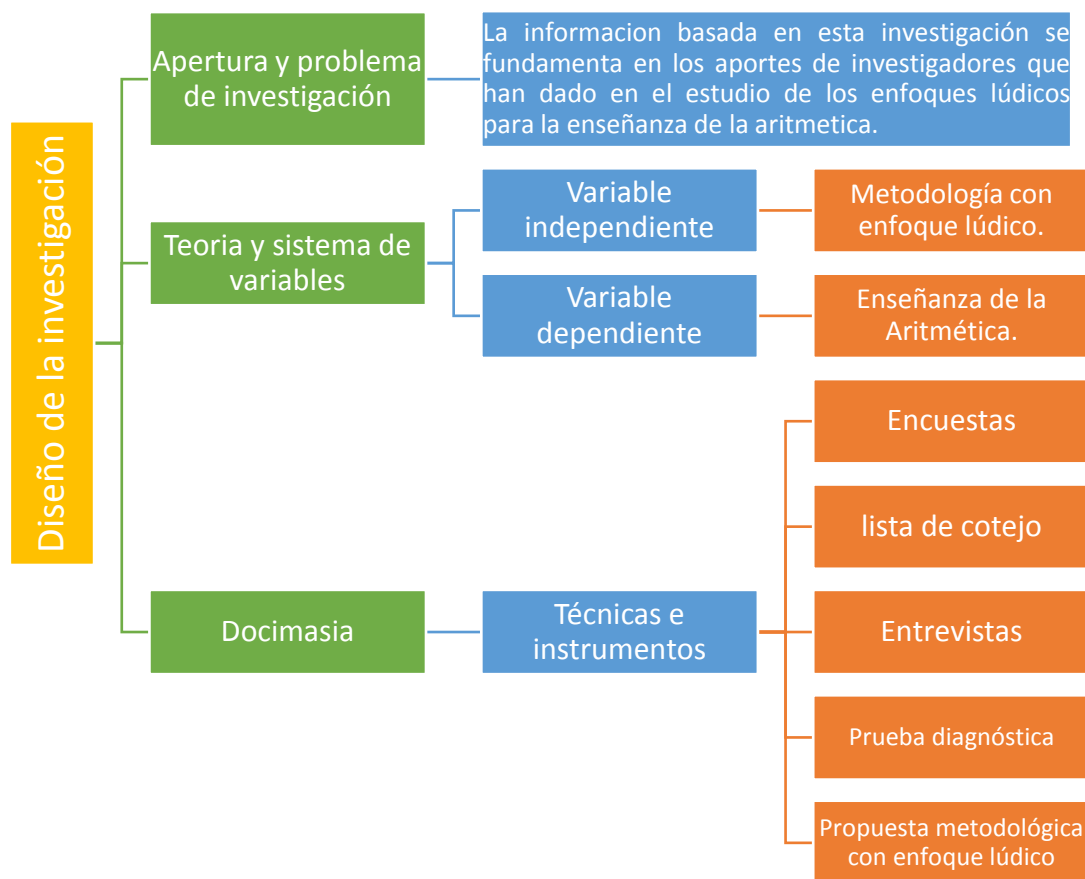 Diseño de la investigación
Apertura y problema
de investigación
La informacion basada en esta investigación se
fundamenta en los aportes de investigadores que
han dado en el estudio de los enfoques lúdicos
para la enseñanza de la aritmetica.
Teoria y sistema de
variables
Variable
independiente
Metodología con
enfoque lúdico.
Variable
dependiente
Enseñanza de la
Aritmética.
Docimasia
Técnicas e
instrumentos
Encuestas
lista de cotejo
Entrevistas
Prueba diagnóstica
Propuesta metodológica
con enfoque lúdico